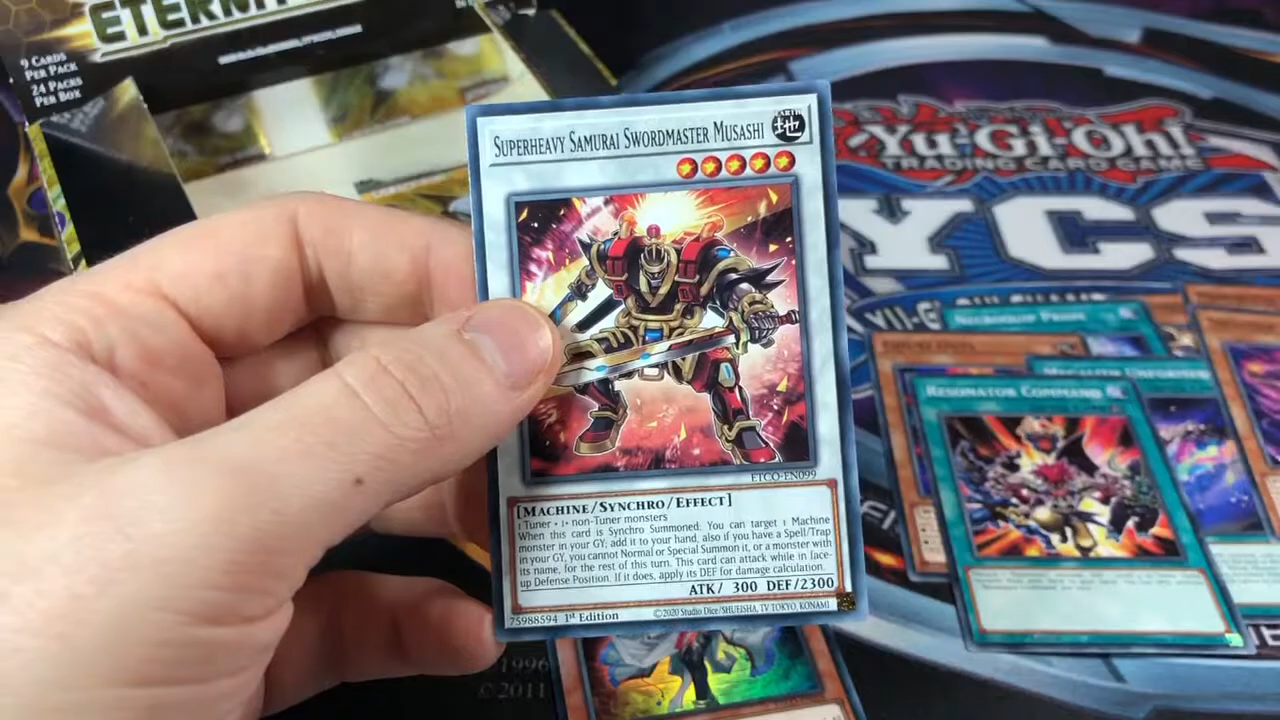 ETERNIT
9 CARDS
PER PACK
24 PACKS
PER BOX
SUPERHEAVY SAMURAI SWORDMASTER MUSASHI
EARTH
地
ETCO-EN099
[MACHINE/SYNCHRO/EFFECT]
1 Tuner + 1+ non-Tuner monsters
When this card is Synchro Summoned: You can target 1 Machine
monster in your GY; add it to your hand, also if you have a Spell/Trap
in your GY, you cannot Normal or Special Summon it, or a monster with
its name, for the rest of this turn. This card can attack while in face-
up Defense Position. If it does, apply its DEF for damage calculation.
ATK/ 300 DEF/2300
75988594 1st Edition
©2020 Studio Dice/SHUEISHA, TV TOKYO, KONAMI
Yu-Gi-Oh!
TRADING CARD GAME
YCS
RESONATOR COMMAND
1996
©2011